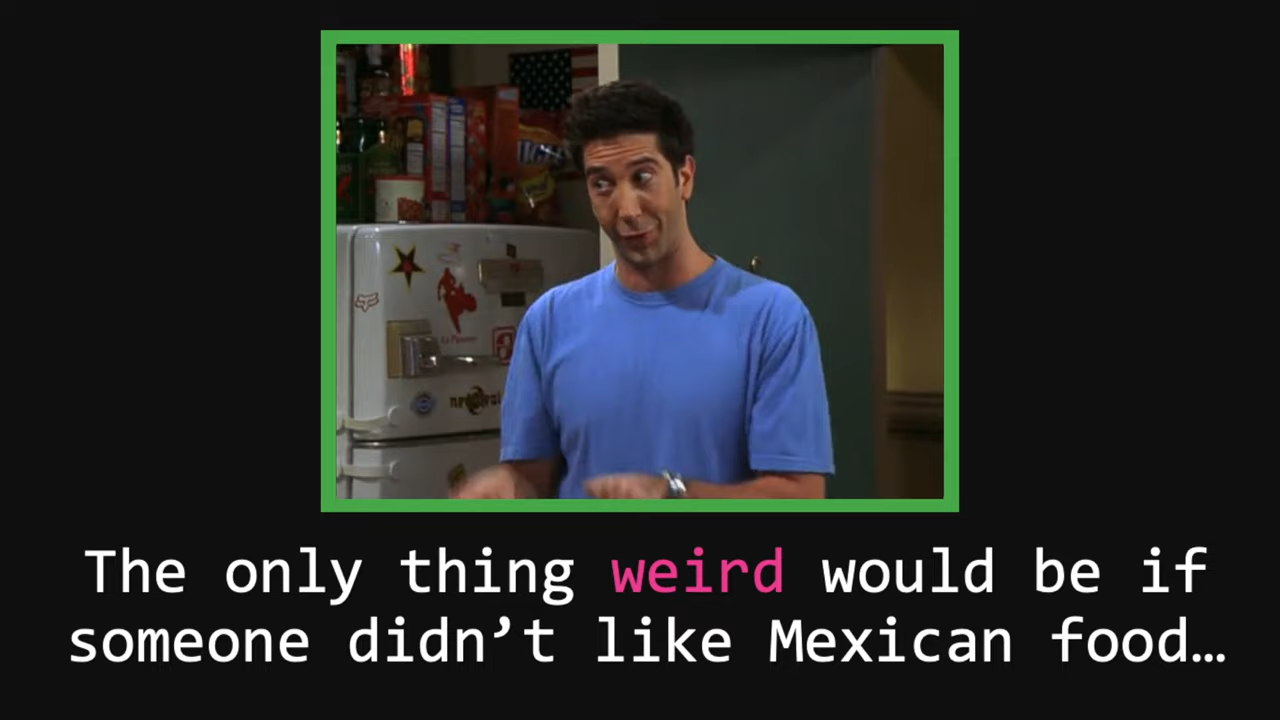 The only thing weird would be if
someone didn’t like Mexican food…